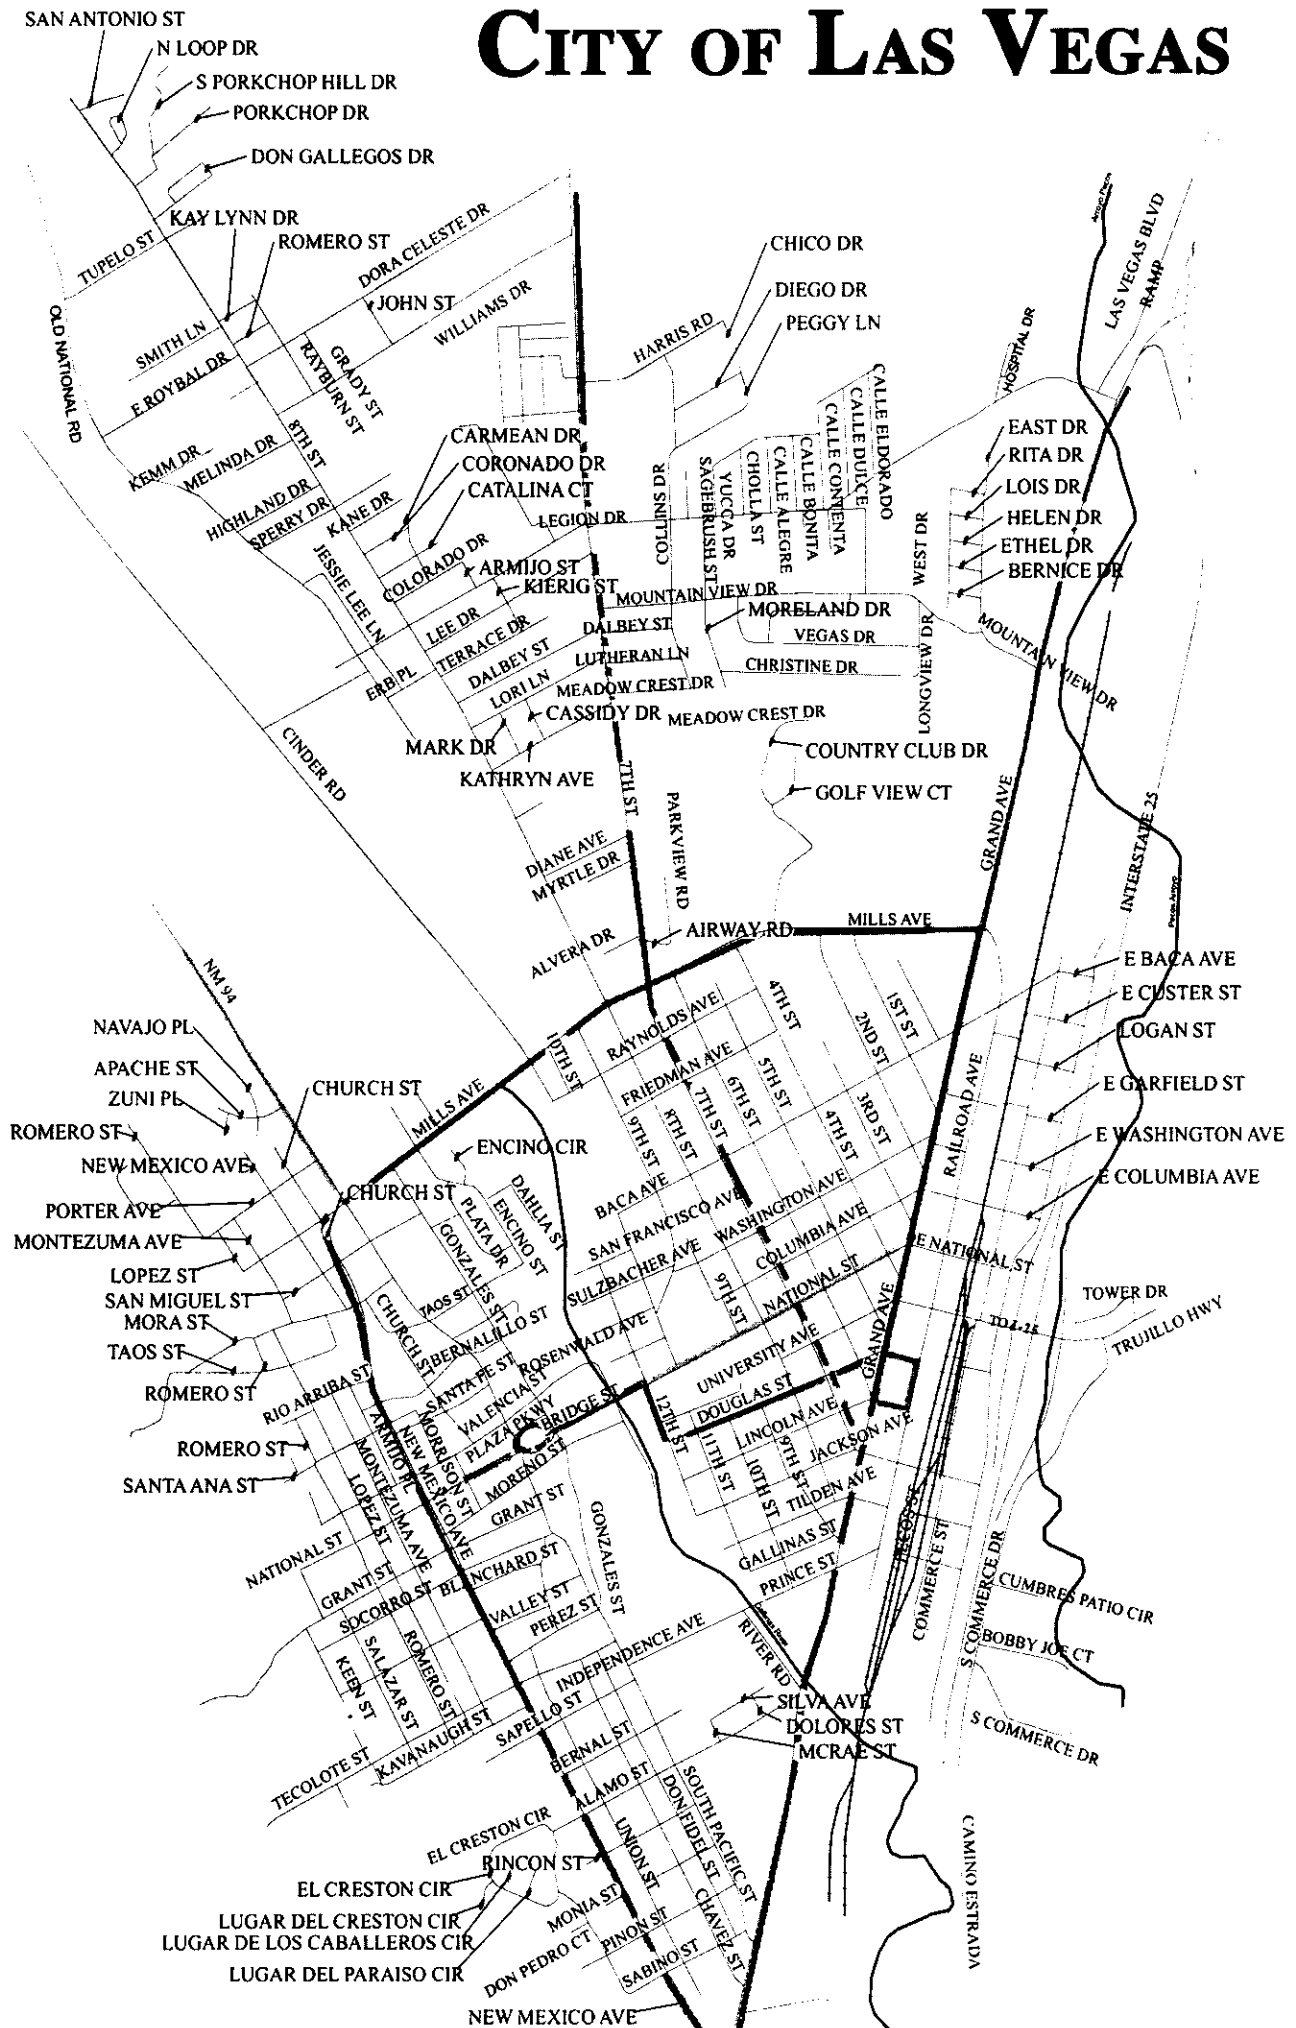 CITY OF LAS VEGAS
SAN ANTONIO ST
N LOOP DR
S PORKCHOP HILL DR
PORKCHOP DR
DON GALLEGOS DR
KAY LYNN DR
ROMERO ST
TUPELO ST
DORA CELESTE DR
CHICO DR
LAS VEGAS BLVD
RAMP
JOHN ST
WILLIAMS DR
DIEGO DR
PEGGY LN
HARRIS RD
HOSPITAL DR
OLD NATIONAL RD
SMITH LN
E ROYBAL DR
GRADY ST
RAYBURN ST
8TH ST
CALLE ELDORADO
CALLE DULCE
CALLE CONTENTA
CALLE BONITA
CALLE ALEGRE
CHOLLA ST
YUCCA DR
SAGEBRUSH ST
COLLINS DR
EAST DR
RITA DR
LOIS DR
HELEN DR
ETHEL DR
BERNICE DR
WEST DR
CARMEAN DR
CORONADO DR
CATALINA CT
KEMM DR
MELINDA DR
HIGHLAND DR
SPERRY DR
KANE DR
LEGION DR
JESSIE LEE LN
COLORADO DR
ARMIJO ST
KIERIG ST
MOUNTAIN VIEW DR
MORELAND DR
LEE DR
TERRACE DR
DALBEY ST
DALBEY ST
VEGAS DR
LUTHERAN LN
CHRISTINE DR
LONGVIEW DR
MOUNTAIN VIEW DR
ERB PL
LORI LN
MEADOW CREST DR
CASSIDY DR
MEADOW CREST DR
MARK DR
KATHRYN AVE
COUNTRY CLUB DR
GOLF VIEW CT
CINDER RD
7TH ST
PARKVIEW RD
GRAND AVE
INTERSTATE 25
DIANE AVE
MYRTLE DR
AIRWAY RD
MILLS AVE
ALVERA DR
NM 94
E BACA AVE
E CUSTER ST
LOGAN ST
E GARFIELD ST
E WASHINGTON AVE
E COLUMBIA AVE
NAVAJO PL
APACHE ST
ZUNI PL
ROMERO ST
NEW MEXICO AVE
PORTER AVE
MONTEZUMA AVE
LOPEZ ST
SAN MIGUEL ST
MORA ST
TAOS ST
ROMERO ST
CHURCH ST
CHURCH ST
MILLS AVE
10TH ST
RAYNOLDS AVE
FRIEDMAN AVE
4TH ST
1ST ST
2ND ST
5TH ST
6TH ST
7TH ST
8TH ST
9TH ST
3RD ST
4TH ST
RAILROAD AVE
ENCINO CIR
DAHLIA ST
ENCINO ST
PLATA DR
GONZALES ST
BACA AVE
SAN FRANCISCO AVE
WASHINGTON AVE
SULZBACHER AVE
COLUMBIA AVE
9TH ST
NATIONAL ST
E NATIONAL ST
TOWER DR
TRUJILLO HWY
GRAND AVE
TAOS ST
BERNALILLO ST
CHURCH ST
SANTA FE ST
ROSENWALD AVE
VALENCIA ST
UNIVERSITY AVE
DOUGLAS ST
RIO ARRIBA ST
PLAZA PKWY
BRIDGE ST
12TH ST
LINCOLN AVE
JACKSON AVE
11TH ST
10TH ST
9TH ST
TILDEN AVE
GALLINAS ST
PRINCE ST
ROMERO ST
SANTA ANA ST
ARMIJO PL
NEW MEXICO AVE
MORRISON ST
MONTEZUMA AVE
LOPEZ ST
MORENO ST
GRANT ST
GONZALES ST
NATIONAL ST
GRANT ST
SOCORRO ST
BLANCHARD ST
VALLEY ST
PEREZ ST
PECOS ST
COMMERCE ST
S COMMERCE DR
CUMBRES PATIO CIR
BOBBY JOE CT
S COMMERCE DR
CAMINO ESTRADA
KEEN ST
SALAZAR ST
ROMERO ST
INDEPENDENCE AVE
RIVER RD
SILVA AVE
DOLORES ST
MCRAE ST
SAPELLO ST
TECOLOTE ST
KAVANAUGH ST
BERNAL ST
ALAMO ST
SOUTH PACIFIC ST
DON FIDEL ST
UNION ST
CHAVEZ ST
EL CRESTON CIR
RINCON ST
EL CRESTON CIR
LUGAR DEL CRESTON CIR
LUGAR DE LOS CABALLEROS CIR
LUGAR DEL PARAISO CIR
MONIA ST
PINON ST
DON PEDRO CT
SABINO ST
NEW MEXICO AVE